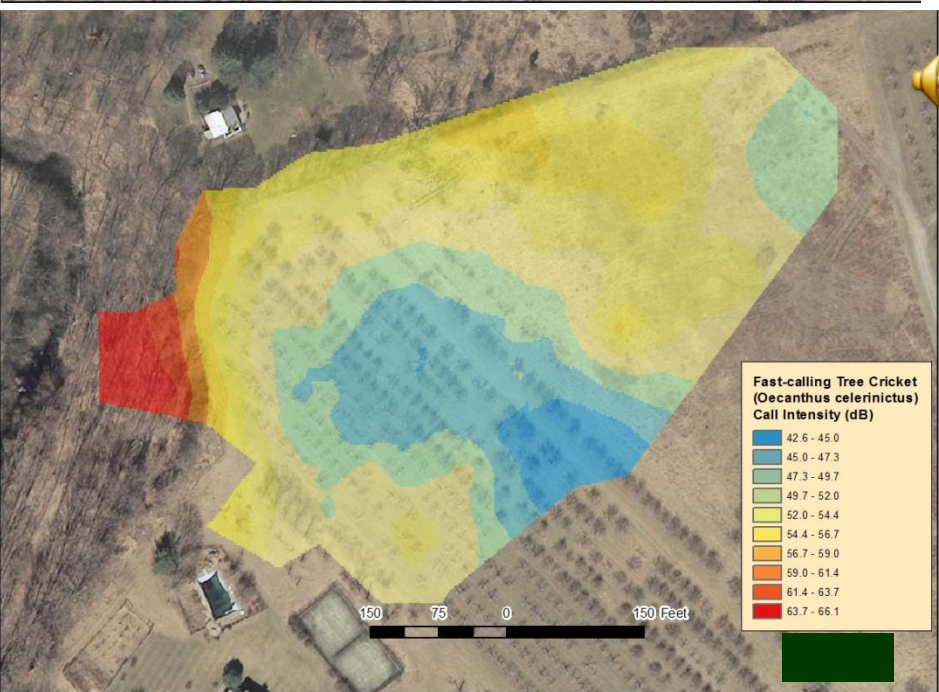 Fast-calling Tree Cricket
(Oecanthus celerinictus)
Call Intensity (dB)
42.6 - 45.0
45.0 - 47.3
47.3 - 49.7
49.7 - 52.0
52.0 - 54.4
54.4 - 56.7
56.7 - 59.0
59.0 - 61.4
61.4 - 63.7
63.7 - 66.1
150 75 0 150 Feet